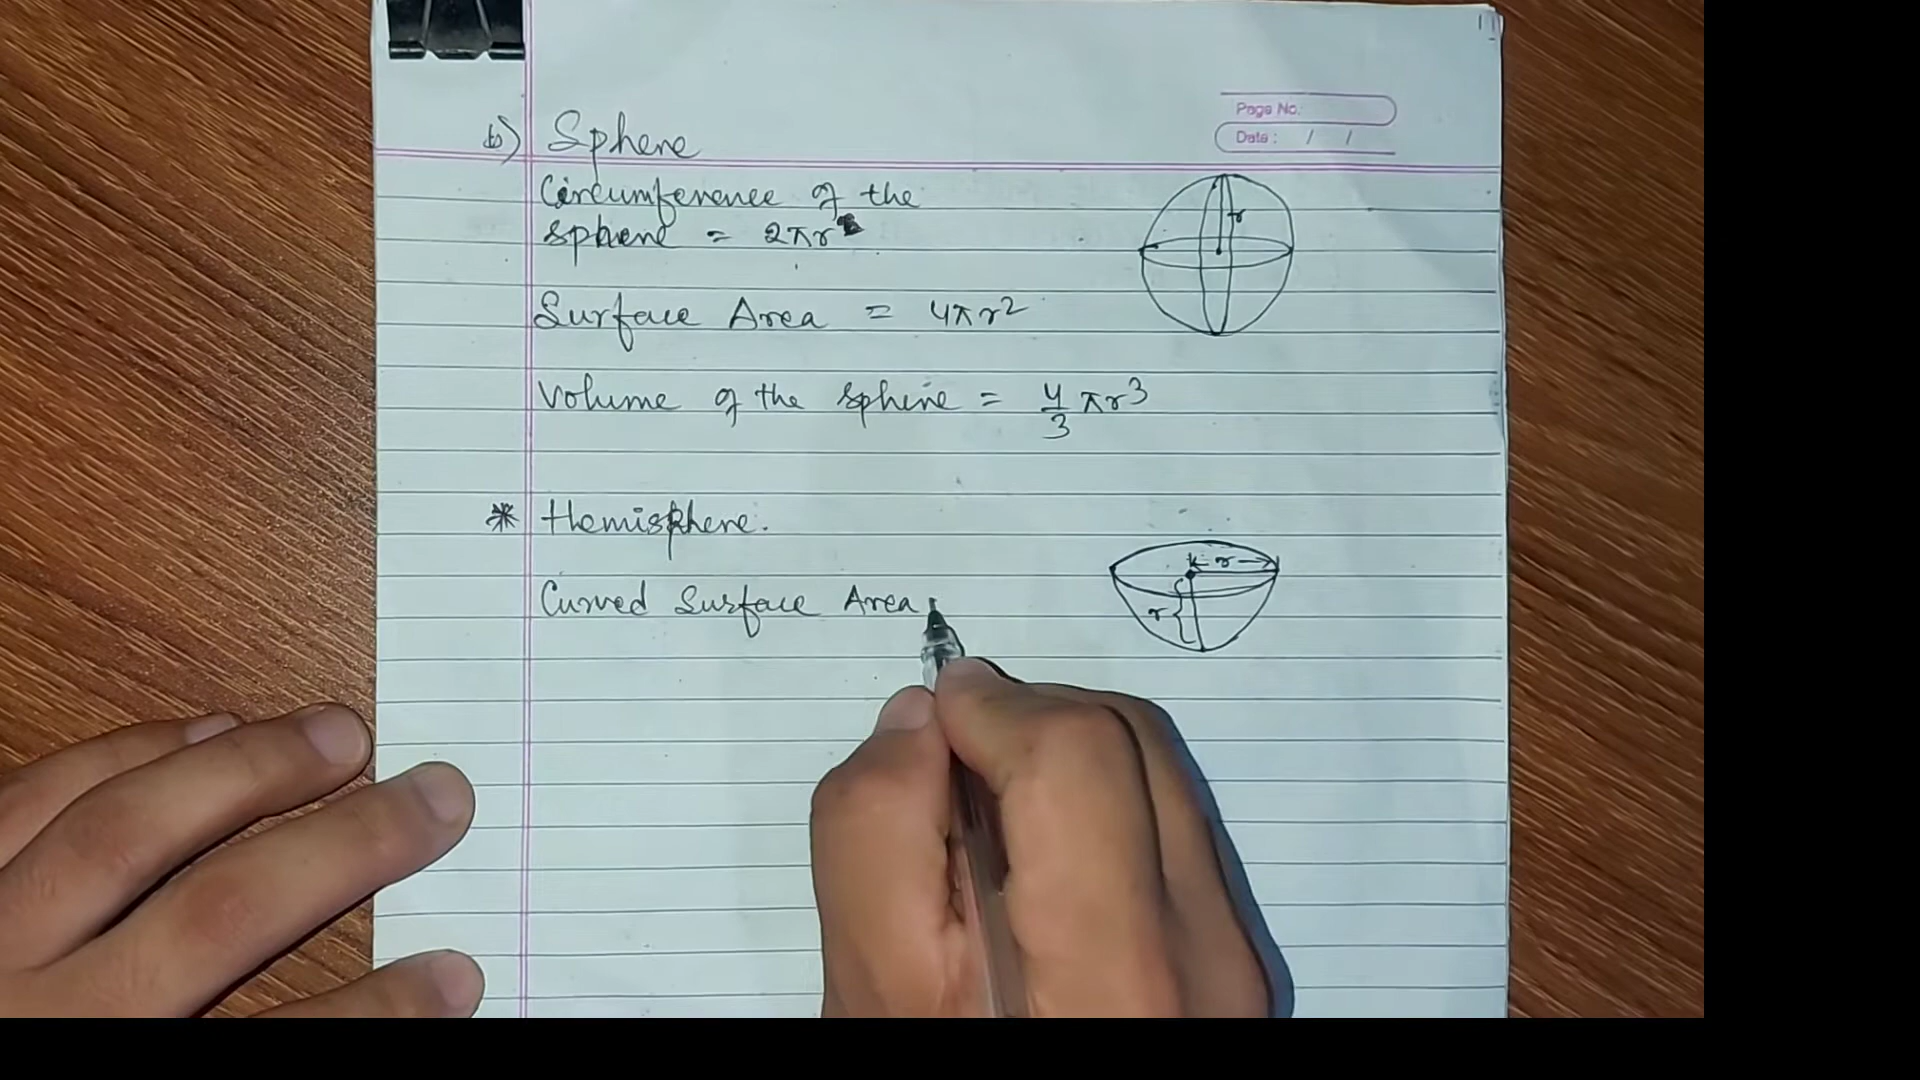 Page No.
Date : / /
b) Sphere
Circumference of the
sphere = 2πr
r
Surface Area = 4πr²
Volume of the sphere = 4/3 πr³
* Hemisphere.
r
Curved Surface Area
r